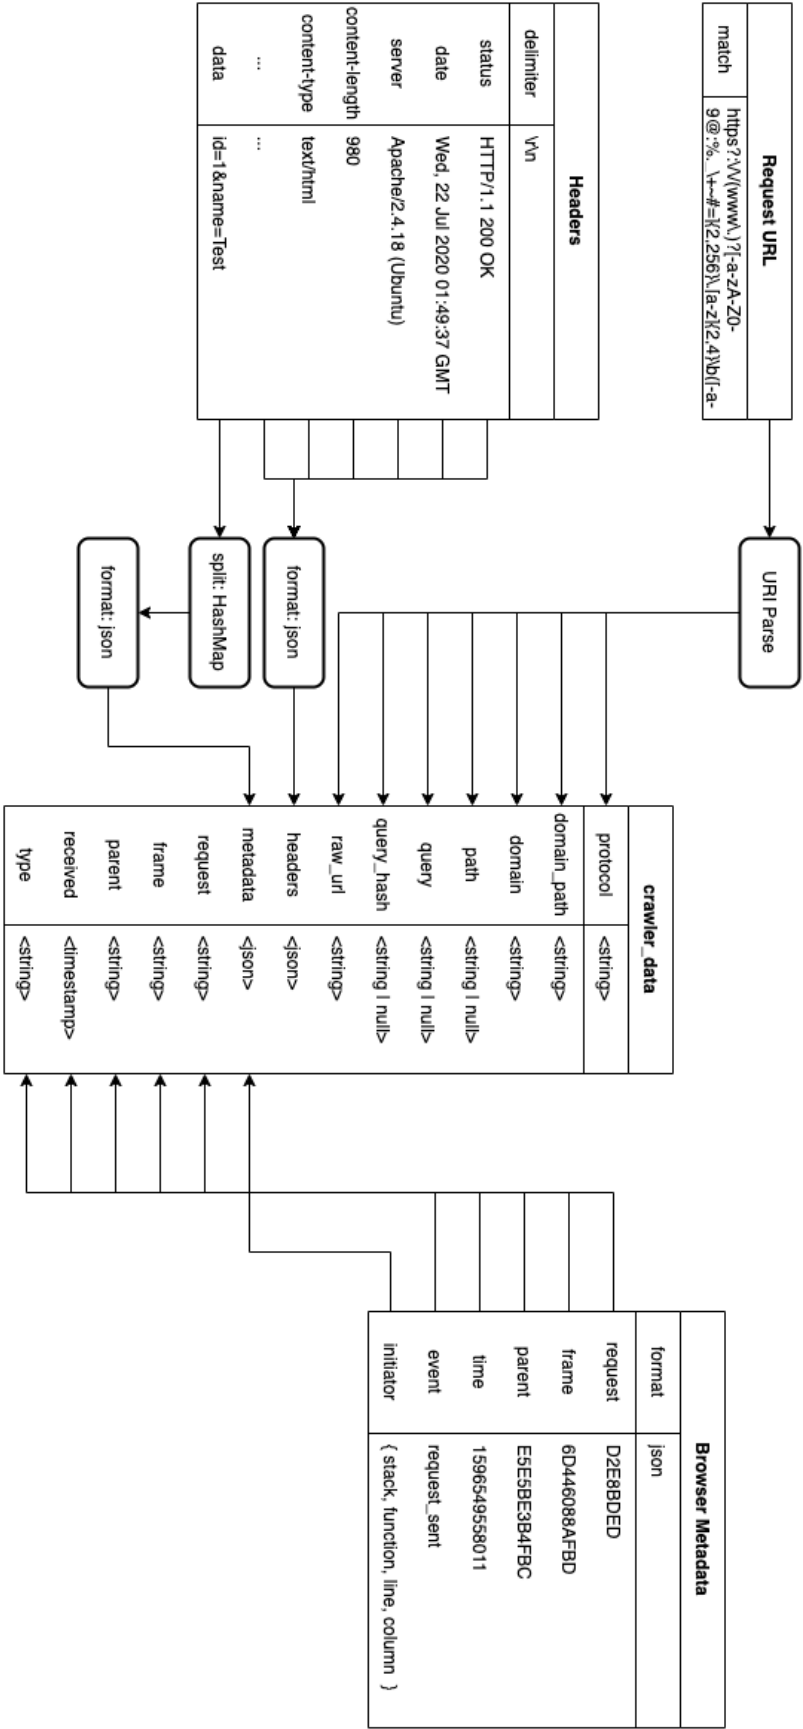 Request URL
match
https?:\/\/(www\.)?[-a-zA-Z0-
9@:%._\+~#=]{2,256}\.[a-z]{2,4}\b([-a-
URI Parse
Headers
delimiter
\r\n
status
HTTP/1.1 200 OK
date
Wed, 22 Jul 2020 01:49:37 GMT
server
Apache/2.4.18 (Ubuntu)
content-length
980
content-type
text/html
...
...
data
id=1&name=Test
format: json
split: HashMap
format: json
crawler_data
protocol
<string>
domain_path
<string>
domain
<string>
path
<string | null>
query
<string | null>
query_hash
<string | null>
raw_url
<string>
headers
<json>
metadata
<json>
request
<string>
frame
<string>
parent
<string>
received
<timestamp>
type
<string>
Browser Metadata
format
json
request
D2E8BDED
frame
6D446088AFBD
parent
E5E5BE3B4FBC
time
1596549558011
event
request_sent
initiator
{ stack, function, line, column }